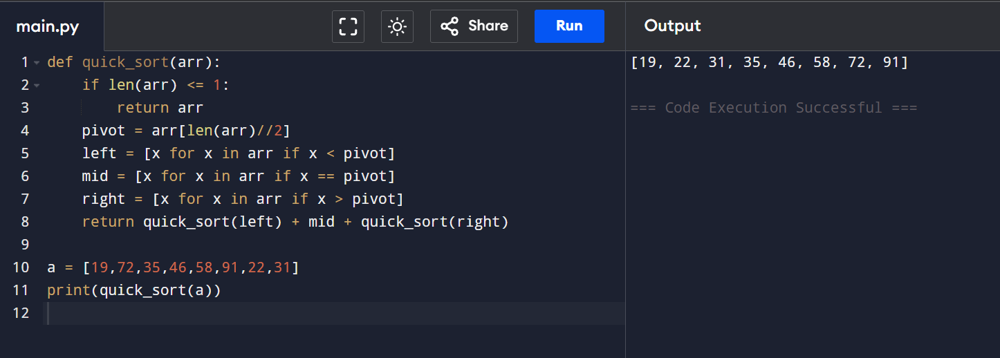 main.py
Share
Run
Output
1 def quick_sort(arr):
2     if len(arr) <= 1:
3         return arr
4     pivot = arr[len(arr)//2]
5     left = [x for x in arr if x < pivot]
6     mid = [x for x in arr if x == pivot]
7     right = [x for x in arr if x > pivot]
8     return quick_sort(left) + mid + quick_sort(right)
9
10 a = [19,72,35,46,58,91,22,31]
11 print(quick_sort(a))
12
[19, 22, 31, 35, 46, 58, 72, 91]
=== Code Execution Successful ===